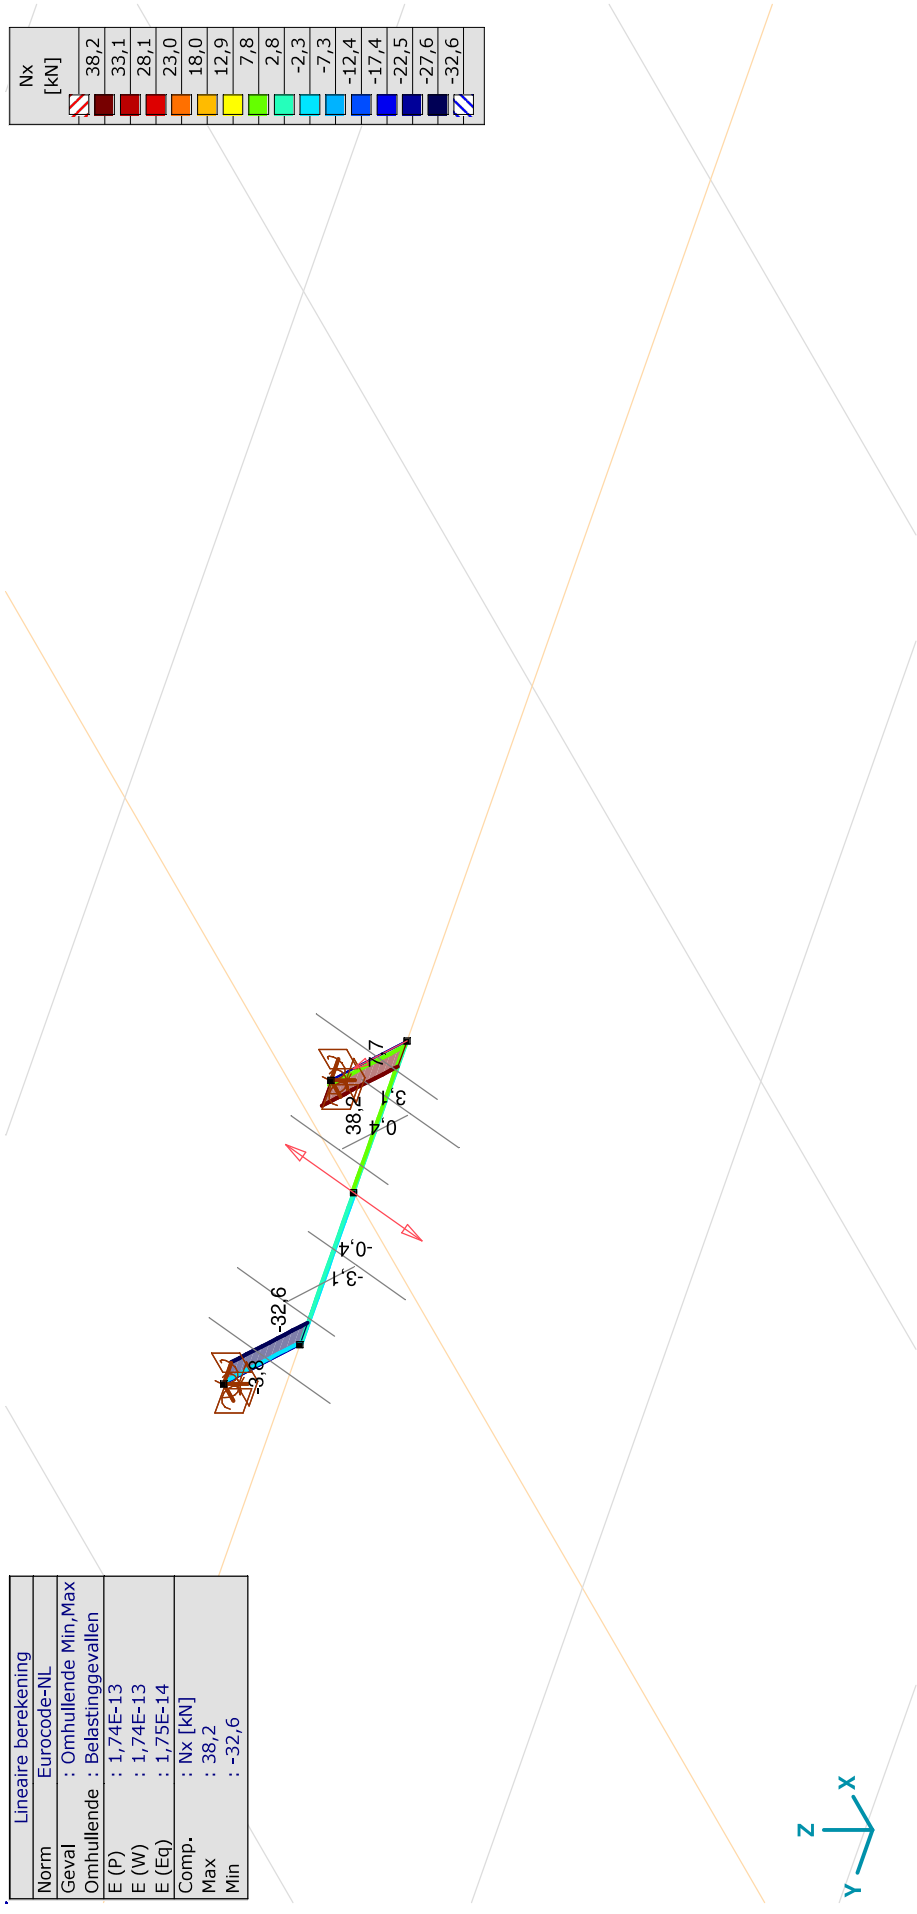 Lineaire berekening
Norm Eurocode-NL
Geval : Omhullende Min,Max
Omhullende : Belastinggevallen
E (P) : 1,74E-13
E (W) : 1,74E-13
E (Eq) : 1,75E-14
Comp. : Nx [kN]
Max : 38,2
Min : -32,6
Nx
[kN]
38,2
33,1
28,1
23,0
18,0
12,9
7,8
2,8
-2,3
-7,3
-12,4
-17,4
-22,5
-27,6
-32,6
-3,8
-32,6
-3,1
-0,4
0,4
38,2
3,1
7,7
X
Y
Z